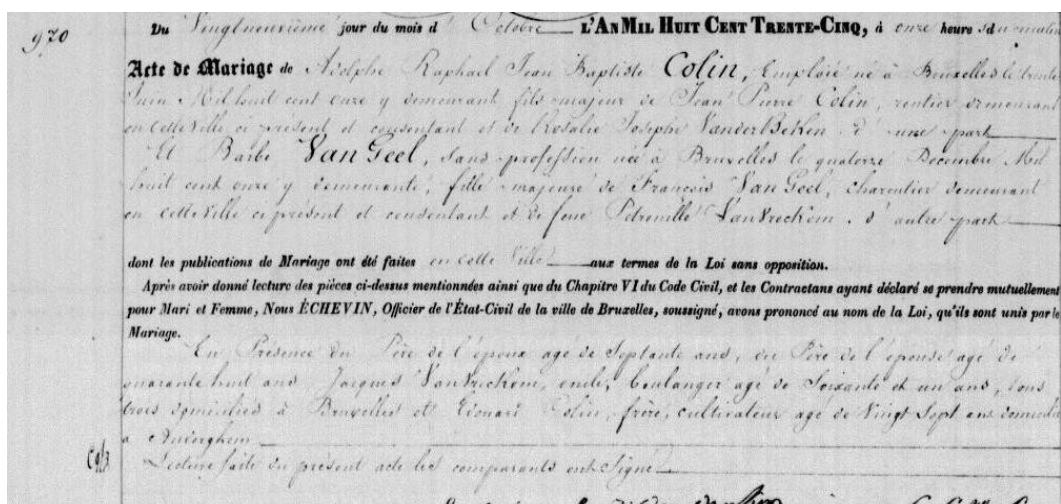 970
Du Vingtneuvième jour du mois d' Octobre L'AN MIL HUIT CENT TRENTE-CINQ, à onze heures du matin
Acte de Mariage de Adolphe Raphael Jean Baptiste Colin, Employé né à Bruxelles le trente
Juin Mil huit cent onze y demeurant fils majeur de Jean Pierre Colin, rentier demeurant
en cette Ville ci présent et consentant et de Rosalie Josephe VanderBeken d'une part
Et Barbe Van Geel, sans profession née à Bruxelles le quatorze Decembre Mil
huit cent onze y demeurante, fille majeure de François Van Geel, charentier demeurant
en cette Ville ci présent et consentant et de feue Petronille VanVreckem. d'autre part
dont les publications de Mariage ont été faites en cette Ville aux termes de la Loi sans opposition.
Après avoir donné lecture des pièces ci-dessus mentionnées ainsi que du Chapitre VI du Code Civil, et les Contractans ayant déclaré se prendre mutuellement
pour Mari et Femme, Nous ÉCHEVIN, Officier de l'État-Civil de la ville de Bruxelles, soussigné, avons prononcé au nom de la Loi, qu'ils sont unis par le
Mariage.
En Présence du Père de l'époux agé de Septante ans, du Père de l'épouse agé de
quarante huit ans Jacques VanVreckem, oncle, boulanger agé de Soixante et un ans, tous
trois domiciliés à Bruxelles et Edouard Colin, frère, cultivateur agé de Vingt Sept ans domicilié
a Auderghem
Lecture faite du présent acte les comparants ont Signé